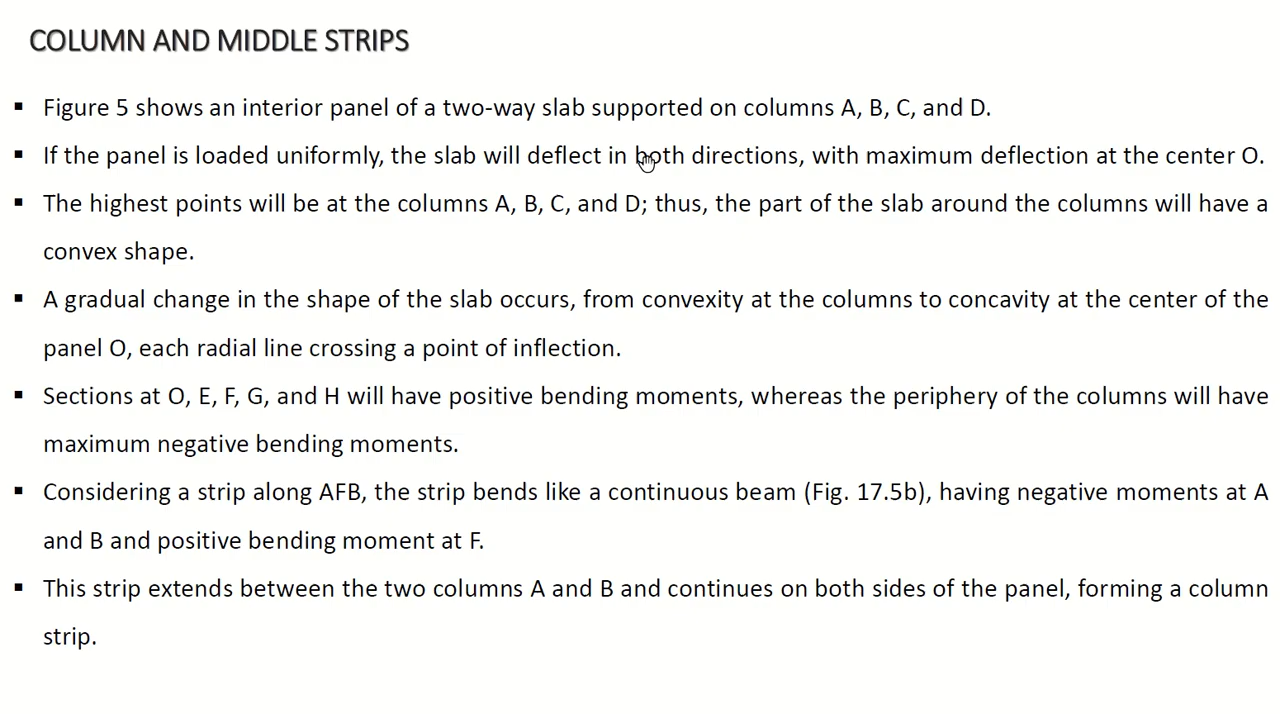 COLUMN AND MIDDLE STRIPS
▪ Figure 5 shows an interior panel of a two-way slab supported on columns A, B, C, and D.
▪ If the panel is loaded uniformly, the slab will deflect in both directions, with maximum deflection at the center O.
▪ The highest points will be at the columns A, B, C, and D; thus, the part of the slab around the columns will have a
convex shape.
▪ A gradual change in the shape of the slab occurs, from convexity at the columns to concavity at the center of the
panel O, each radial line crossing a point of inflection.
▪ Sections at O, E, F, G, and H will have positive bending moments, whereas the periphery of the columns will have
maximum negative bending moments.
▪ Considering a strip along AFB, the strip bends like a continuous beam (Fig. 17.5b), having negative moments at A
and B and positive bending moment at F.
▪ This strip extends between the two columns A and B and continues on both sides of the panel, forming a column
strip.